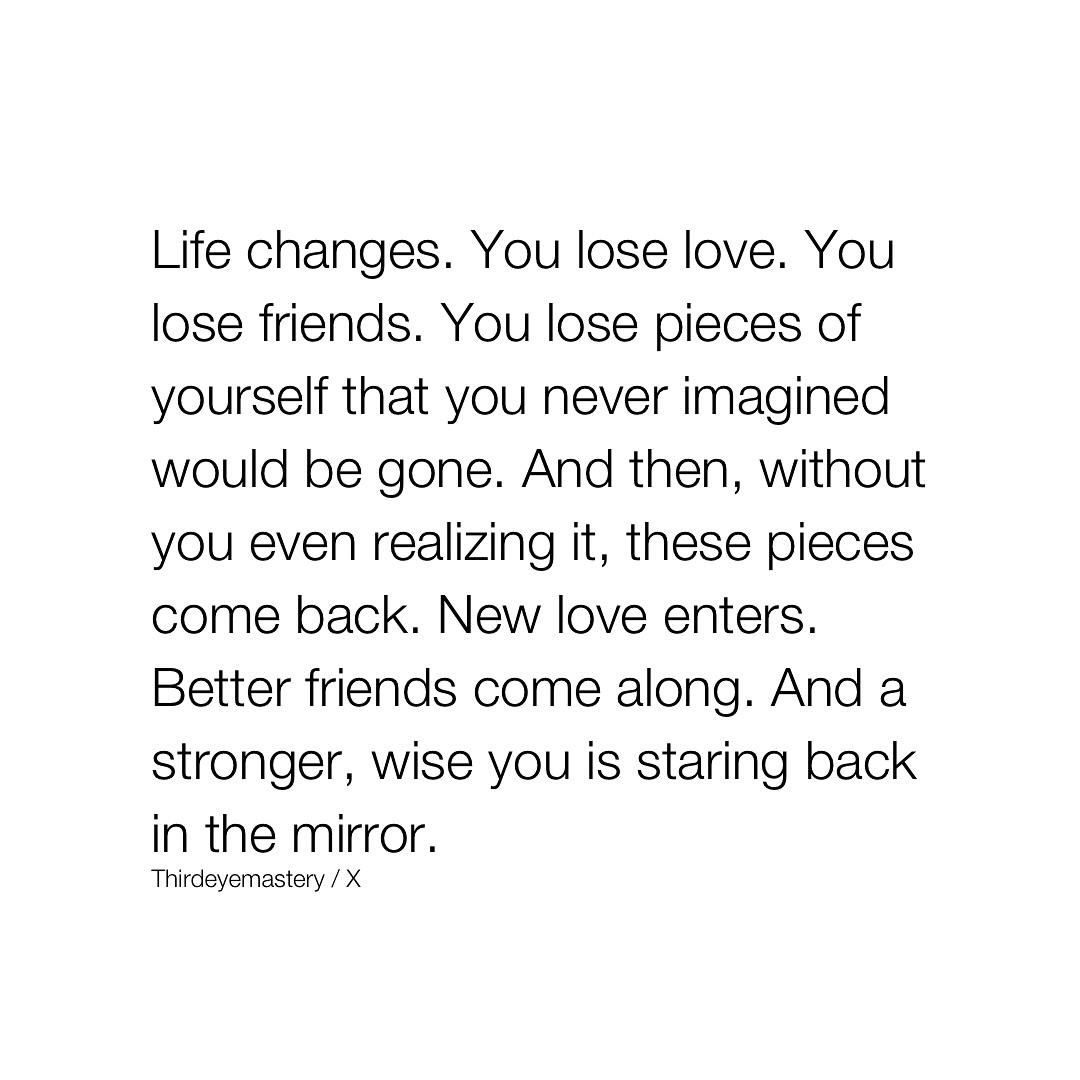 Life changes. You lose love. You
lose friends. You lose pieces of
yourself that you never imagined
would be gone. And then, without
you even realizing it, these pieces
come back. New love enters.
Better friends come along. And a
stronger, wise you is staring back
in the mirror.
Thirdeyemastery / X